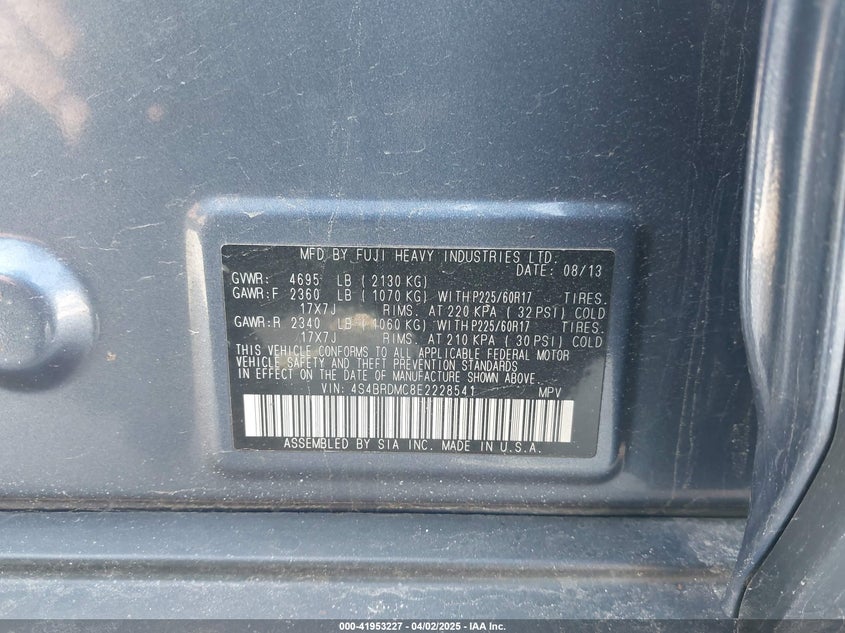 MFD BY FUJI HEAVY INDUSTRIES LTD.
DATE: 08/13
GVWR: 4695 LB ( 2130 KG)
GAWR:F 2360 LB ( 1070 KG) WITH P225/60R17 TIRES.
17X7J RIMS. AT 220 KPA ( 32 PSI) COLD
GAWR:R 2340 LB ( 1060 KG) WITH P225/60R17 TIRES.
17X7J RIMS. AT 210 KPA ( 30 PSI) COLD
THIS VEHICLE CONFORMS TO ALL APPLICABLE FEDERAL MOTOR
VEHICLE SAFETY AND THEFT PREVENTION STANDARDS
IN EFFECT ON THE DATE OF MANUFACTURE SHOWN ABOVE.
VIN: 4S4BRDMC8E2228541 MPV
ASSEMBLED BY SIA INC. MADE IN U.S.A.
000-41953227 - 04/02/2025 - IAA Inc.